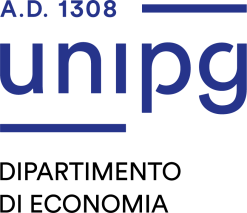 A.D. 1308
unipg
DIPARTIMENTO
DI ECONOMIA